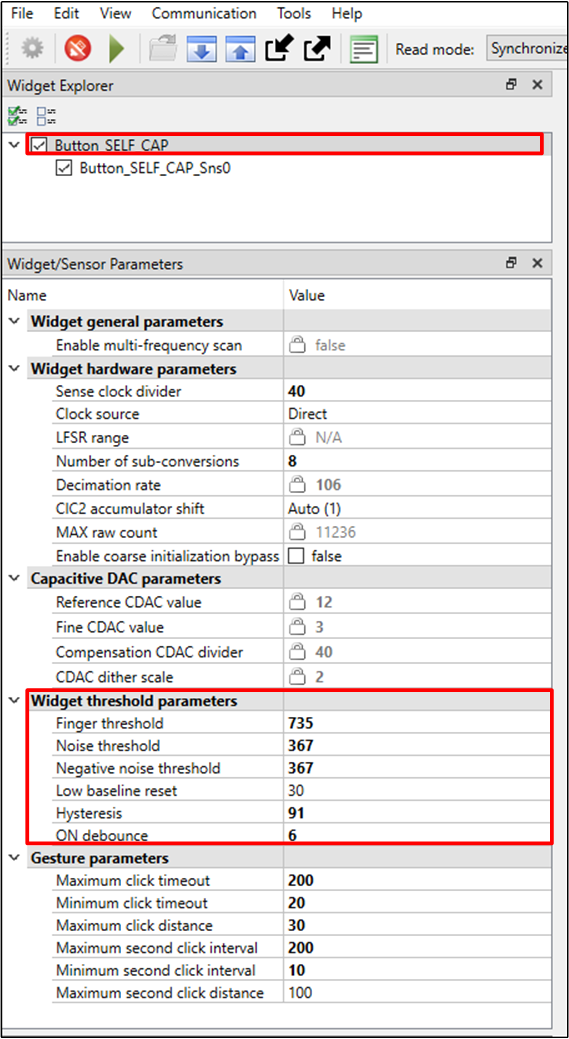 File Edit View Communication Tools Help
Read mode: Synchronize
Widget Explorer
Button_SELF_CAP
Button_SELF_CAP_Sns0
Widget/Sensor Parameters
Name Value
Widget general parameters
Enable multi-frequency scan false
Widget hardware parameters
Sense clock divider 40
Clock source Direct
LFSR range N/A
Number of sub-conversions 8
Decimation rate 106
CIC2 accumulator shift Auto (1)
MAX raw count 11236
Enable coarse initialization bypass false
Capacitive DAC parameters
Reference CDAC value 12
Fine CDAC value 3
Compensation CDAC divider 40
CDAC dither scale 2
Widget threshold parameters
Finger threshold 735
Noise threshold 367
Negative noise threshold 367
Low baseline reset 30
Hysteresis 91
ON debounce 6
Gesture parameters
Maximum click timeout 200
Minimum click timeout 20
Maximum click distance 30
Maximum second click interval 200
Minimum second click interval 10
Maximum second click distance 100